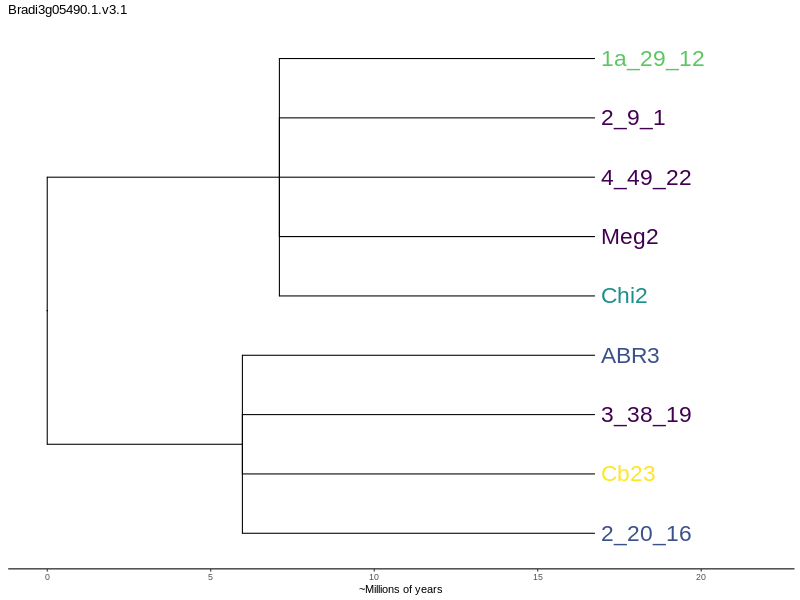 Bradi3g05490.1.v3.1
1a_29_12
2_9_1
4_49_22
Meg2
Chi2
ABR3
3_38_19
Cb23
2_20_16
0 5 10 15 20
~Millions of years